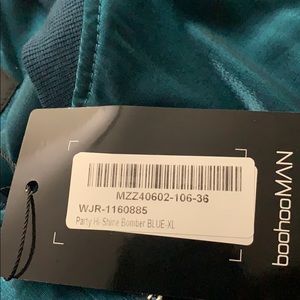 MZZ40602-106-36
WJR-1160885
Party Hi Shine Bomber BLUE-XL
boohooMAN